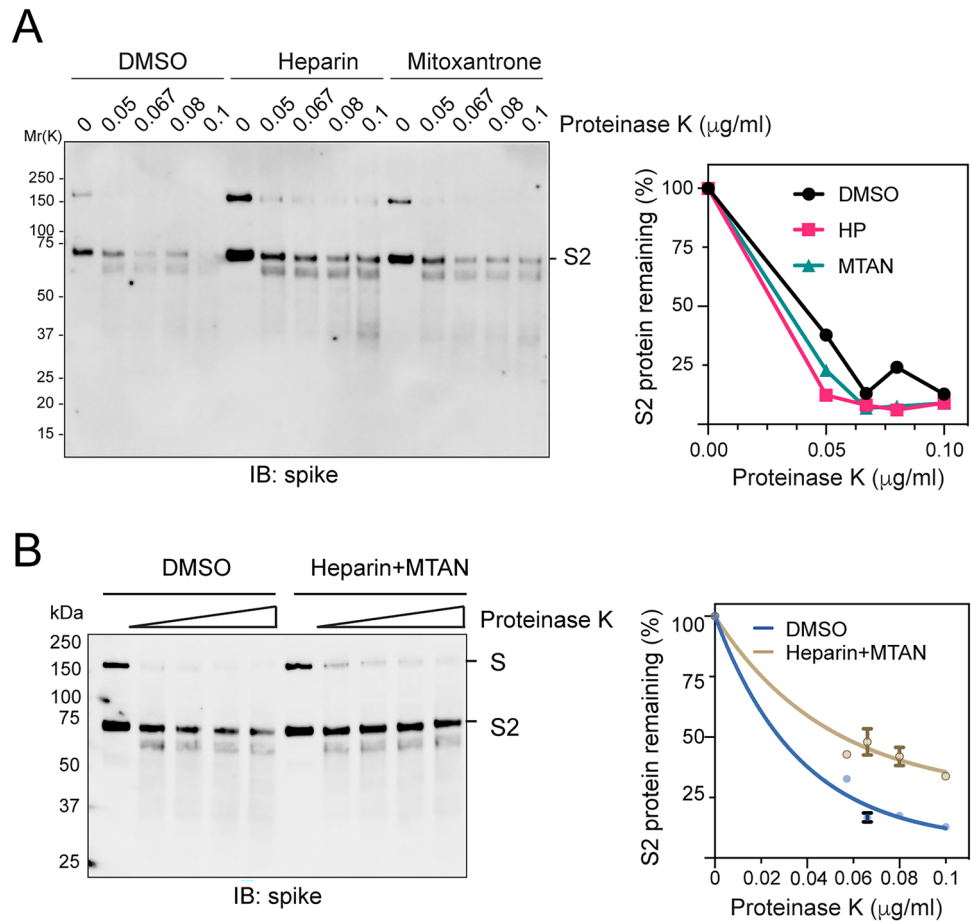 A
DMSO Heparin Mitoxantrone
0 0.05 0.067 0.08 0.1 0 0.05 0.067 0.08 0.1 0 0.05 0.067 0.08 0.1 Proteinase K (μg/ml)
Mr(K)
250
150
100
75
50
37
25
20
15
S2
IB: spike
S2 protein remaining (%)
100
75
50
25
DMSO
HP
MTAN
0.00 0.05 0.10
Proteinase K (μg/ml)
B
DMSO Heparin+MTAN
kDa
Proteinase K
250
150
100
75
50
37
25
S
S2
IB: spike
S2 protein remaining (%)
100
75
50
25
DMSO
Heparin+MTAN
0 0.02 0.04 0.06 0.08 0.1
Proteinase K (μg/ml)